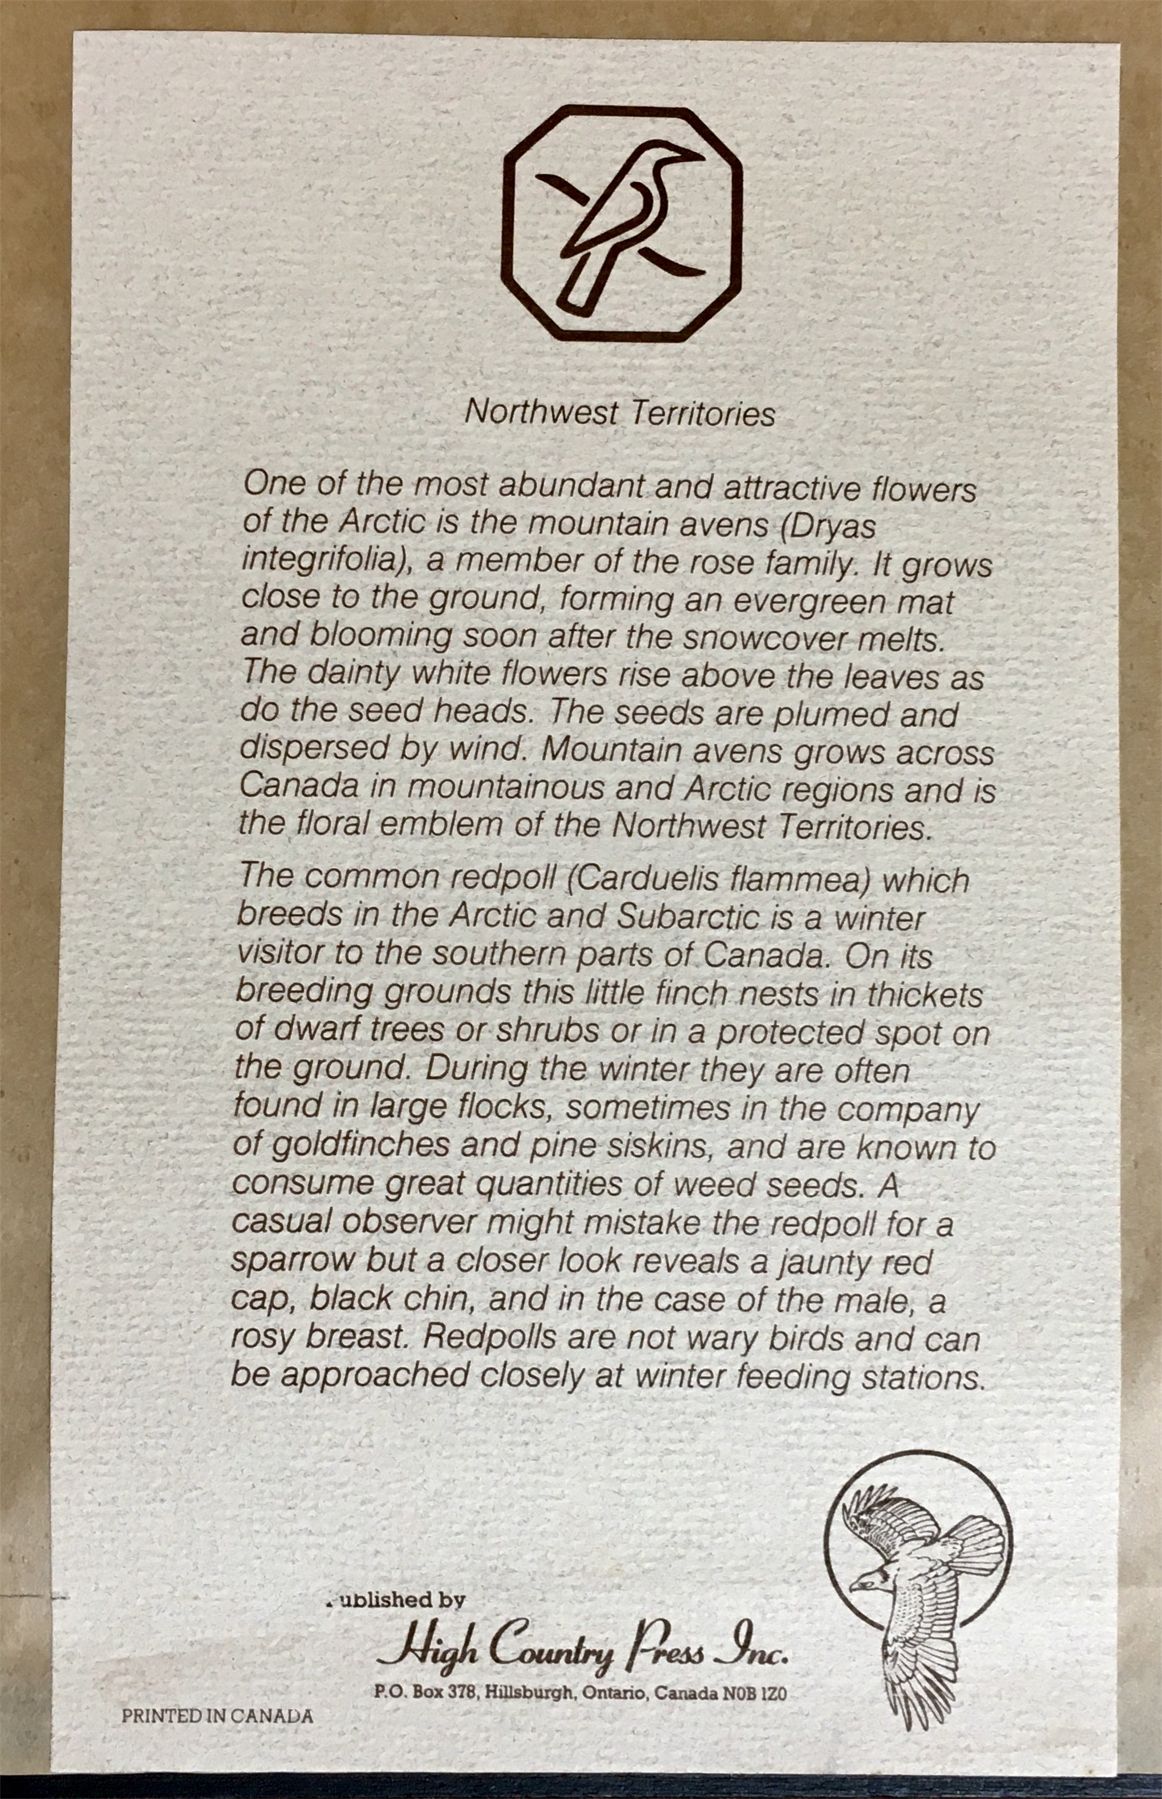 Northwest Territories
One of the most abundant and attractive flowers
of the Arctic is the mountain avens (Dryas
integrifolia), a member of the rose family. It grows
close to the ground, forming an evergreen mat
and blooming soon after the snowcover melts.
The dainty white flowers rise above the leaves as
do the seed heads. The seeds are plumed and
dispersed by wind. Mountain avens grows across
Canada in mountainous and Arctic regions and is
the floral emblem of the Northwest Territories.
The common redpoll (Carduelis flammea) which
breeds in the Arctic and Subarctic is a winter
visitor to the southern parts of Canada. On its
breeding grounds this little finch nests in thickets
of dwarf trees or shrubs or in a protected spot on
the ground. During the winter they are often
found in large flocks, sometimes in the company
of goldfinches and pine siskins, and are known to
consume great quantities of weed seeds. A
casual observer might mistake the redpoll for a
sparrow but a closer look reveals a jaunty red
cap, black chin, and in the case of the male, a
rosy breast. Redpolls are not wary birds and can
be approached closely at winter feeding stations.
Published by
High Country Press Inc.
P.O. Box 378, Hillsburgh, Ontario, Canada N0B 1Z0
PRINTED IN CANADA